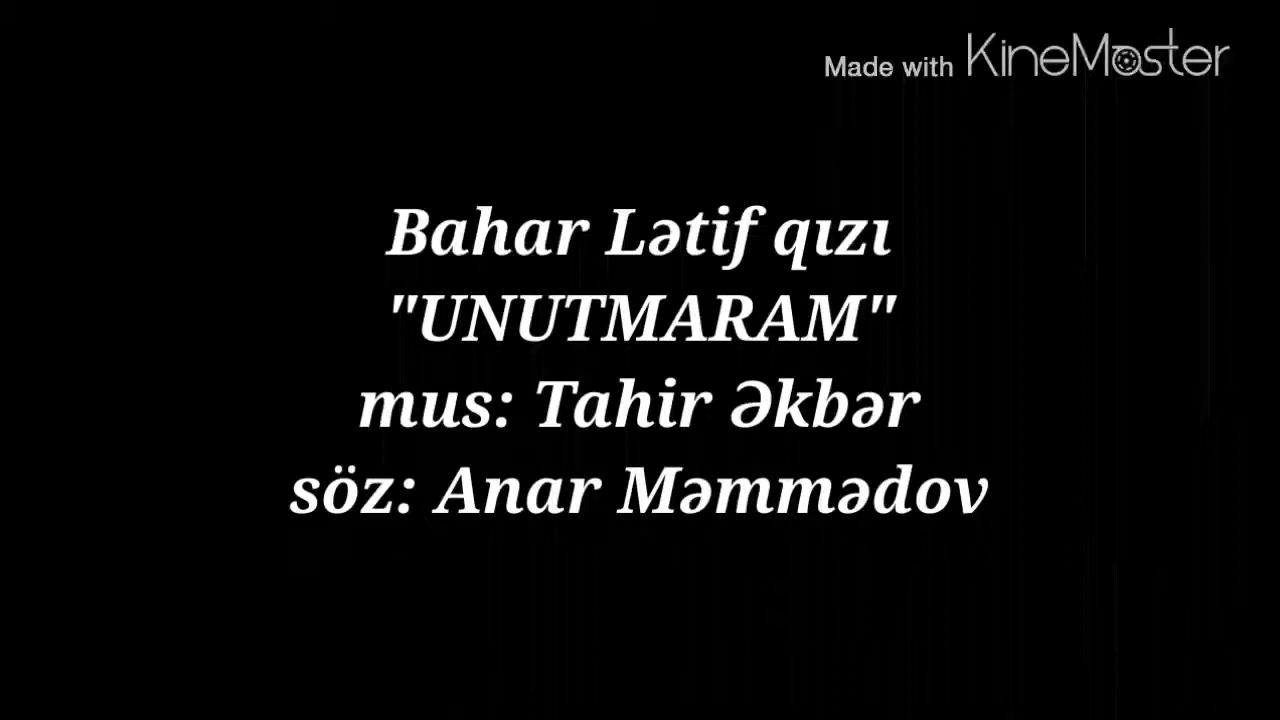 Made with KineMaster
Bahar Lətif qızı
"UNUTMARAM"
mus: Tahir Əkbər
söz: Anar Məmmədov